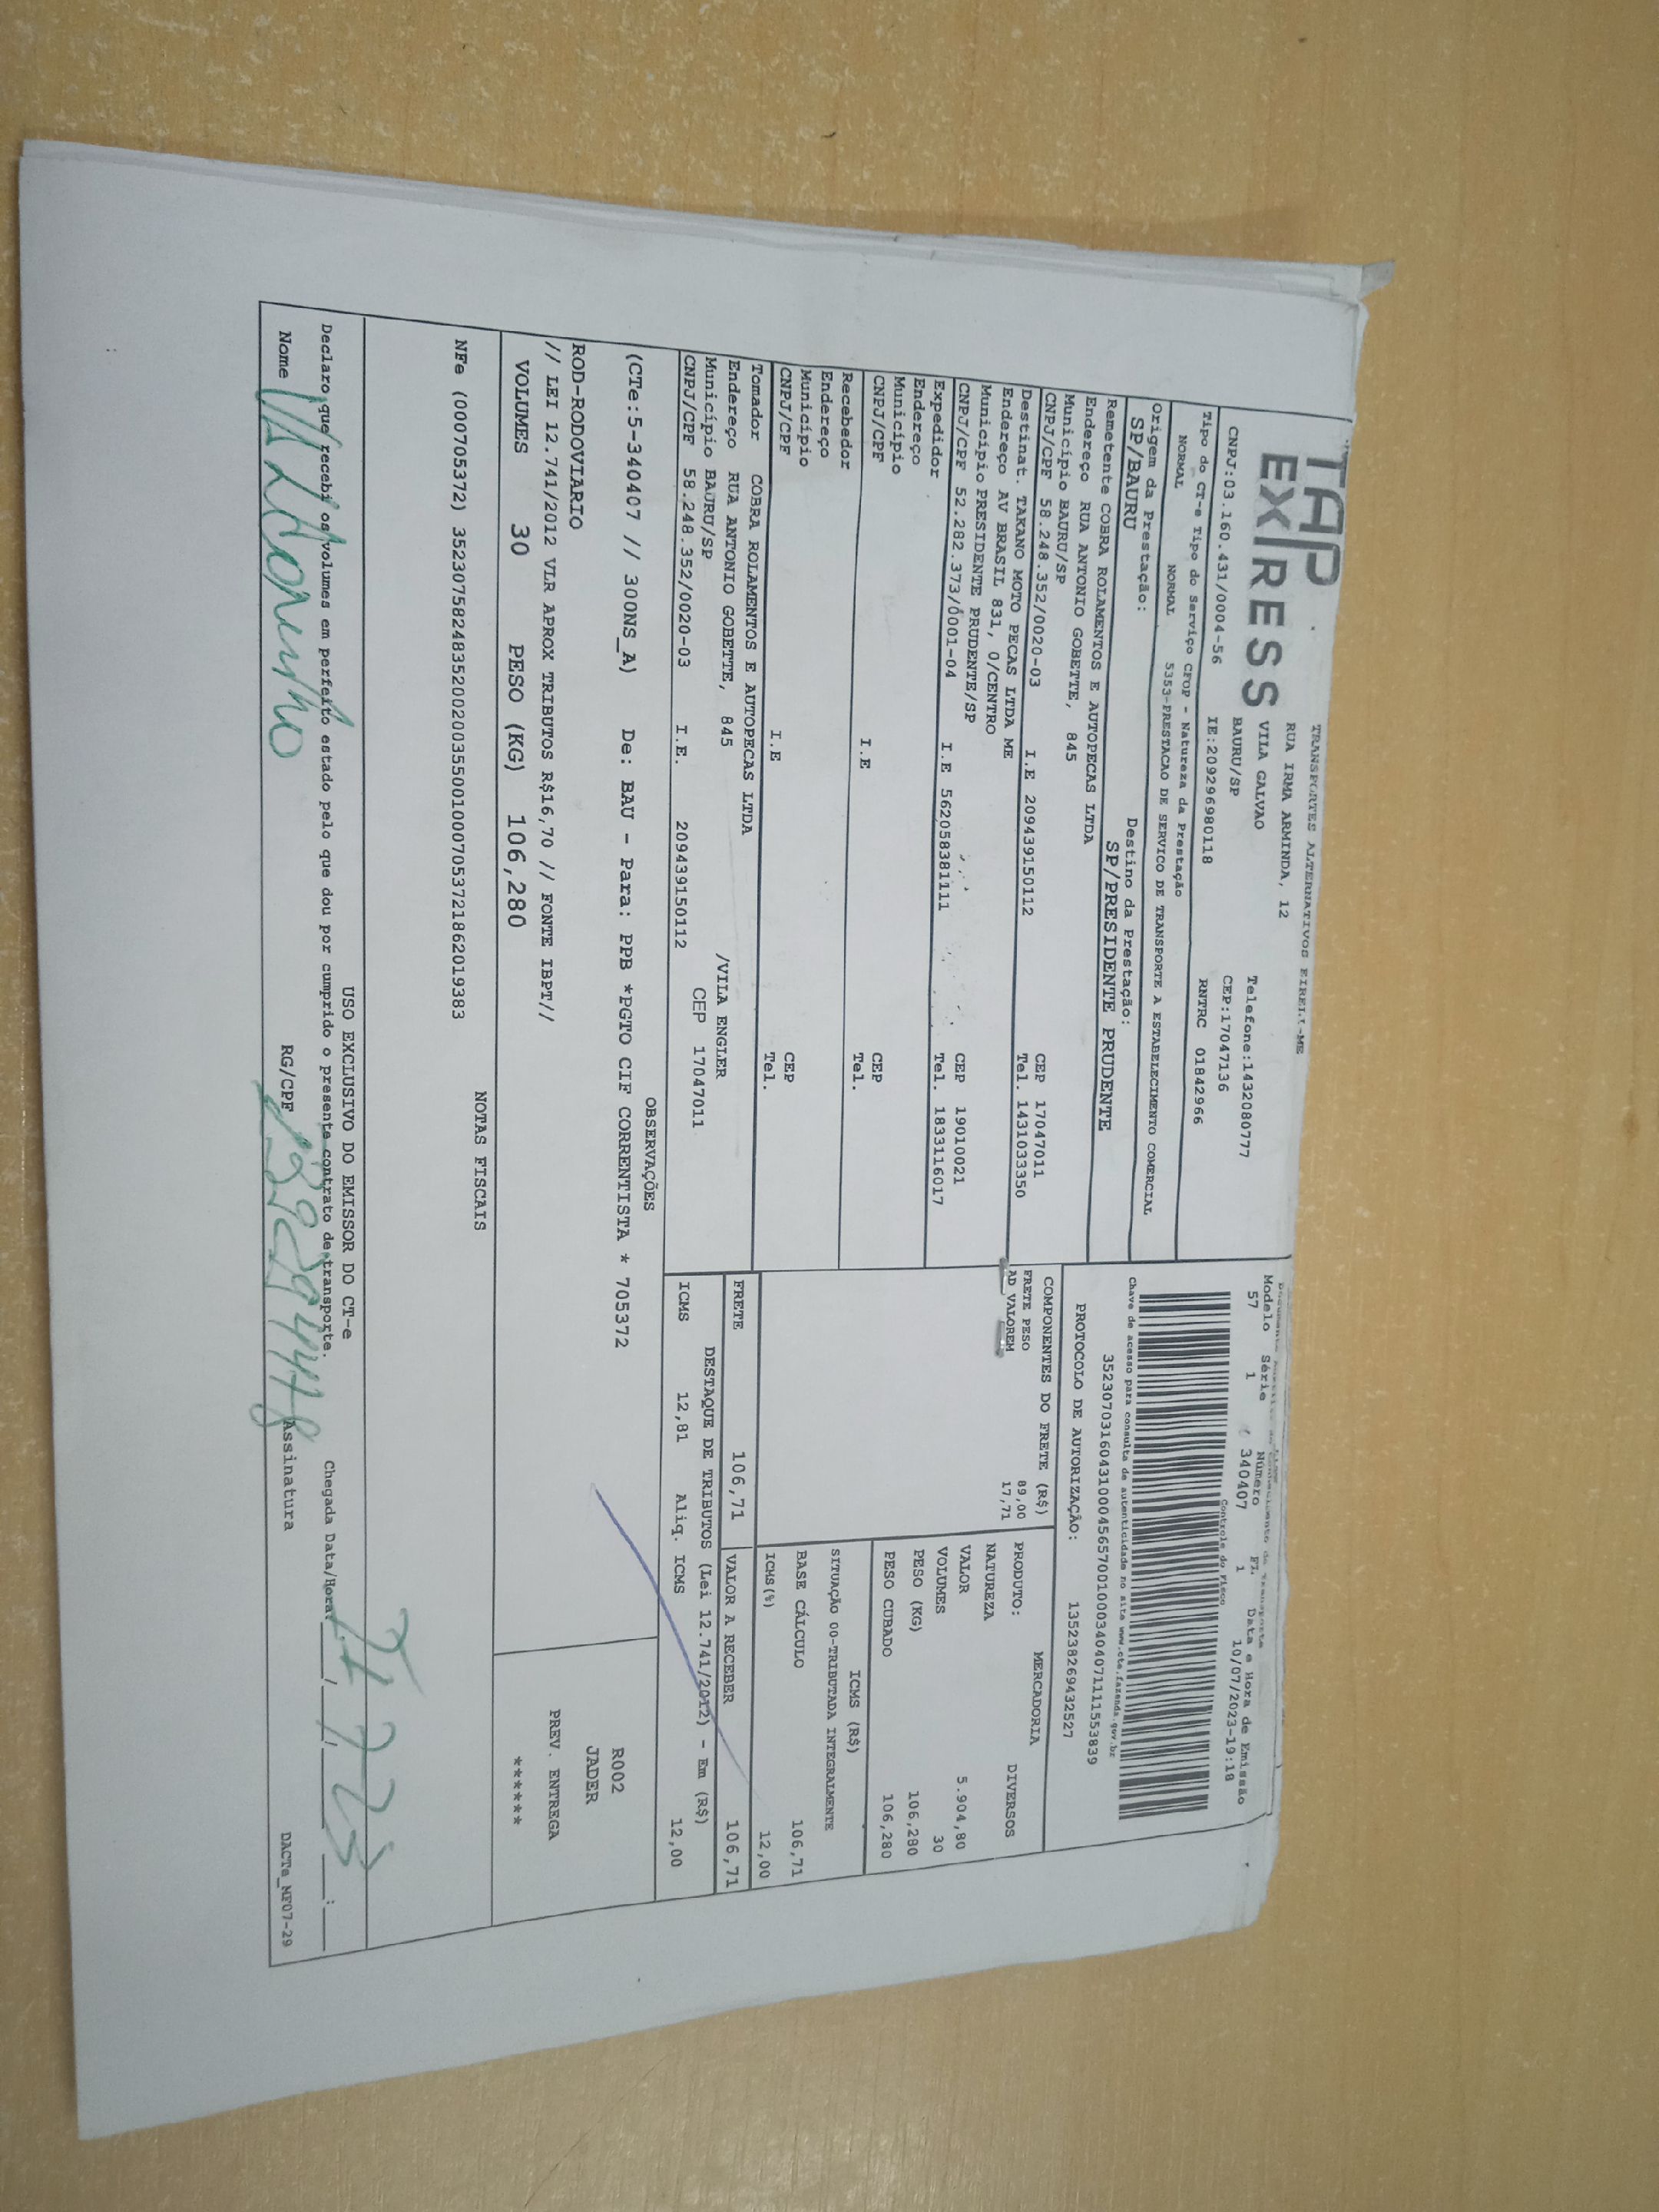 TAP EXPRESS
TRANSPORTES ALTERNATIVOS EIRELI-ME
RUA IRMA ARMINDA, 12
VILA GALVAO Telefone:1432080777
BAURU/SP CEP:17047136
CNPJ:03.160.431/0004-56 IE:209296980118 RNTRC 01842966
Modelo Série Número Fl. Data e Hora de Emissão
57 1 340407 1 10/07/2023-19:18
Controle do Fisco
Tipo do CT-e Tipo do Serviço CFOP - Natureza da Prestação
NORMAL NORMAL 5353-PRESTACAO DE SERVICO DE TRANSPORTE A ESTABELECIMENTO COMERCIAL
Chave de acesso para consulta de autenticidade no site www.cte.fazenda.gov.br
Origem da Prestação: Destino da Prestação:
SP/BAURU SP/PRESIDENTE PRUDENTE
PROTOCOLO DE AUTORIZAÇÃO: 135238269432527
Remetente COBRA ROLAMENTOS E AUTOPECAS LTDA
Endereço RUA ANTONIO GOBETTE, 845
Município BAURU/SP CEP 17047011
CNPJ/CPF 58.248.352/0020-03 I.E 209439150112 Tel. 1431033350
Destinat. TAKANO MOTO PECAS LTDA ME
Endereço AV BRASIL 831, 0/CENTRO
Município PRESIDENTE PRUDENTE/SP CEP 19010021
CNPJ/CPF 52.282.373/0001-04 I.E 562058381111 Tel. 1833116017
Expedidor
Endereço
Município CEP
CNPJ/CPF I.E Tel.
Recebedor
Endereço
Município CEP
CNPJ/CPF I.E Tel.
Tomador COBRA ROLAMENTOS E AUTOPECAS LTDA
Endereço RUA ANTONIO GOBETTE, 845 /VILA ENGLER
Município BAURU/SP CEP 17047011
CNPJ/CPF 58.248.352/0020-03 I.E. 209439150112
COMPONENTES DO FRETE (R$)
FRETE PESO 89,00
AD VALOREM 17,71
MERCADORIA
PRODUTO: DIVERSOS
NATUREZA
VALOR 5.904,80
VOLUMES 30
PESO (KG) 106,280
PESO CUBADO 106,280
ICMS (R$)
SITUAÇÃO 00-TRIBUTADA INTEGRALMENTE
BASE CÁLCULO 106,71
ICMS(%) 12,00
FRETE 106,71 VALOR A RECEBER 106,71
DESTAQUE DE TRIBUTOS (Lei 12.741/2012) - Em (R$)
ICMS 12,81 Aliq. ICMS 12,00
OBSERVAÇÕES
(CTe:5-340407 // 300NS_A) De: BAU - Para: PPB *PGTO CIF CORRENTISTA * 705372
R002
JADER
ROD-RODOVIARIO
// LEI 12.741/2012 VLR APROX TRIBUTOS R$16,70 // FONTE IBPT//
VOLUMES 30 PESO (KG) 106,280
PREV. ENTREGA
******
NOTAS FISCAIS
NFe (000705372) 35230758248352002003550010007053721862019383
USO EXCLUSIVO DO EMISSOR DO CT-e
Declaro que recebi os volumes em perfeito estado pelo que dou por cumprido o presente contrato de transporte. Chegada Data/Hora: ___/___/___ ___:___
Nome RG/CPF Assinatura
DACTe_NF07-29